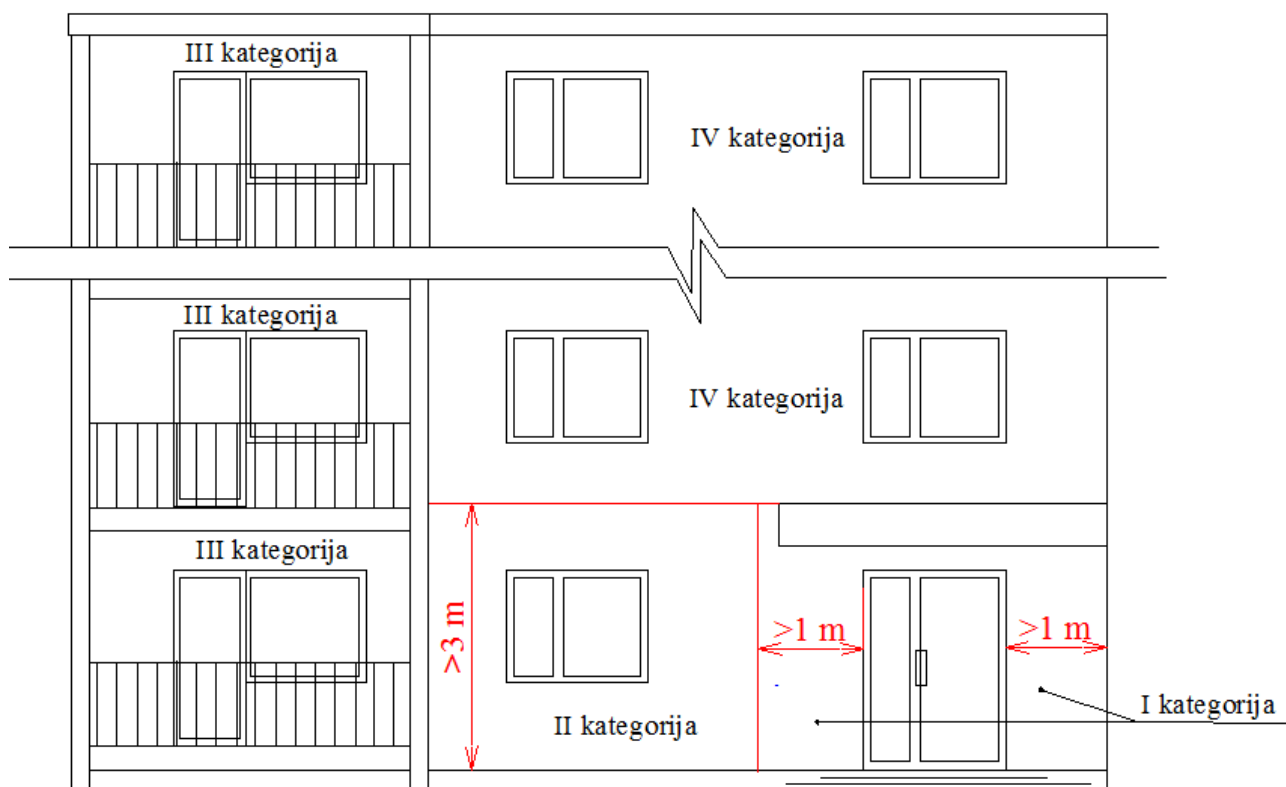 III kategorija
IV kategorija
III kategorija
IV kategorija
III kategorija
>3 m
>1 m
>1 m
II kategorija
I kategorija